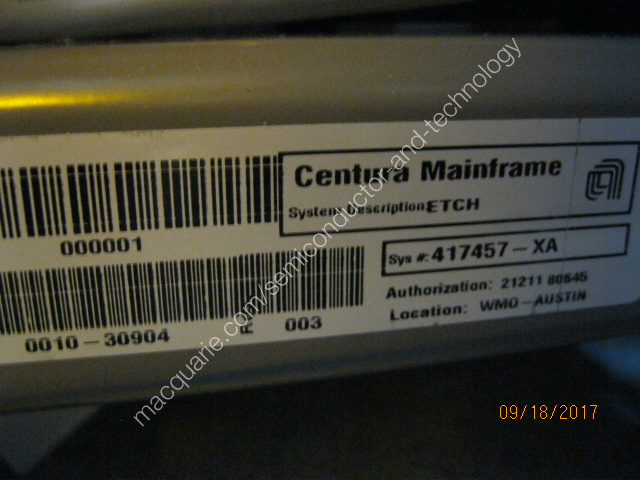 Centura Mainframe
System Description ETCH
000001
Sys #: 417457-XA
Authorization: 21211 80645
Location: WMO-AUSTIN
0010-30904 R 003
macquarie.com/semiconductor-and-technology
09/18/2017